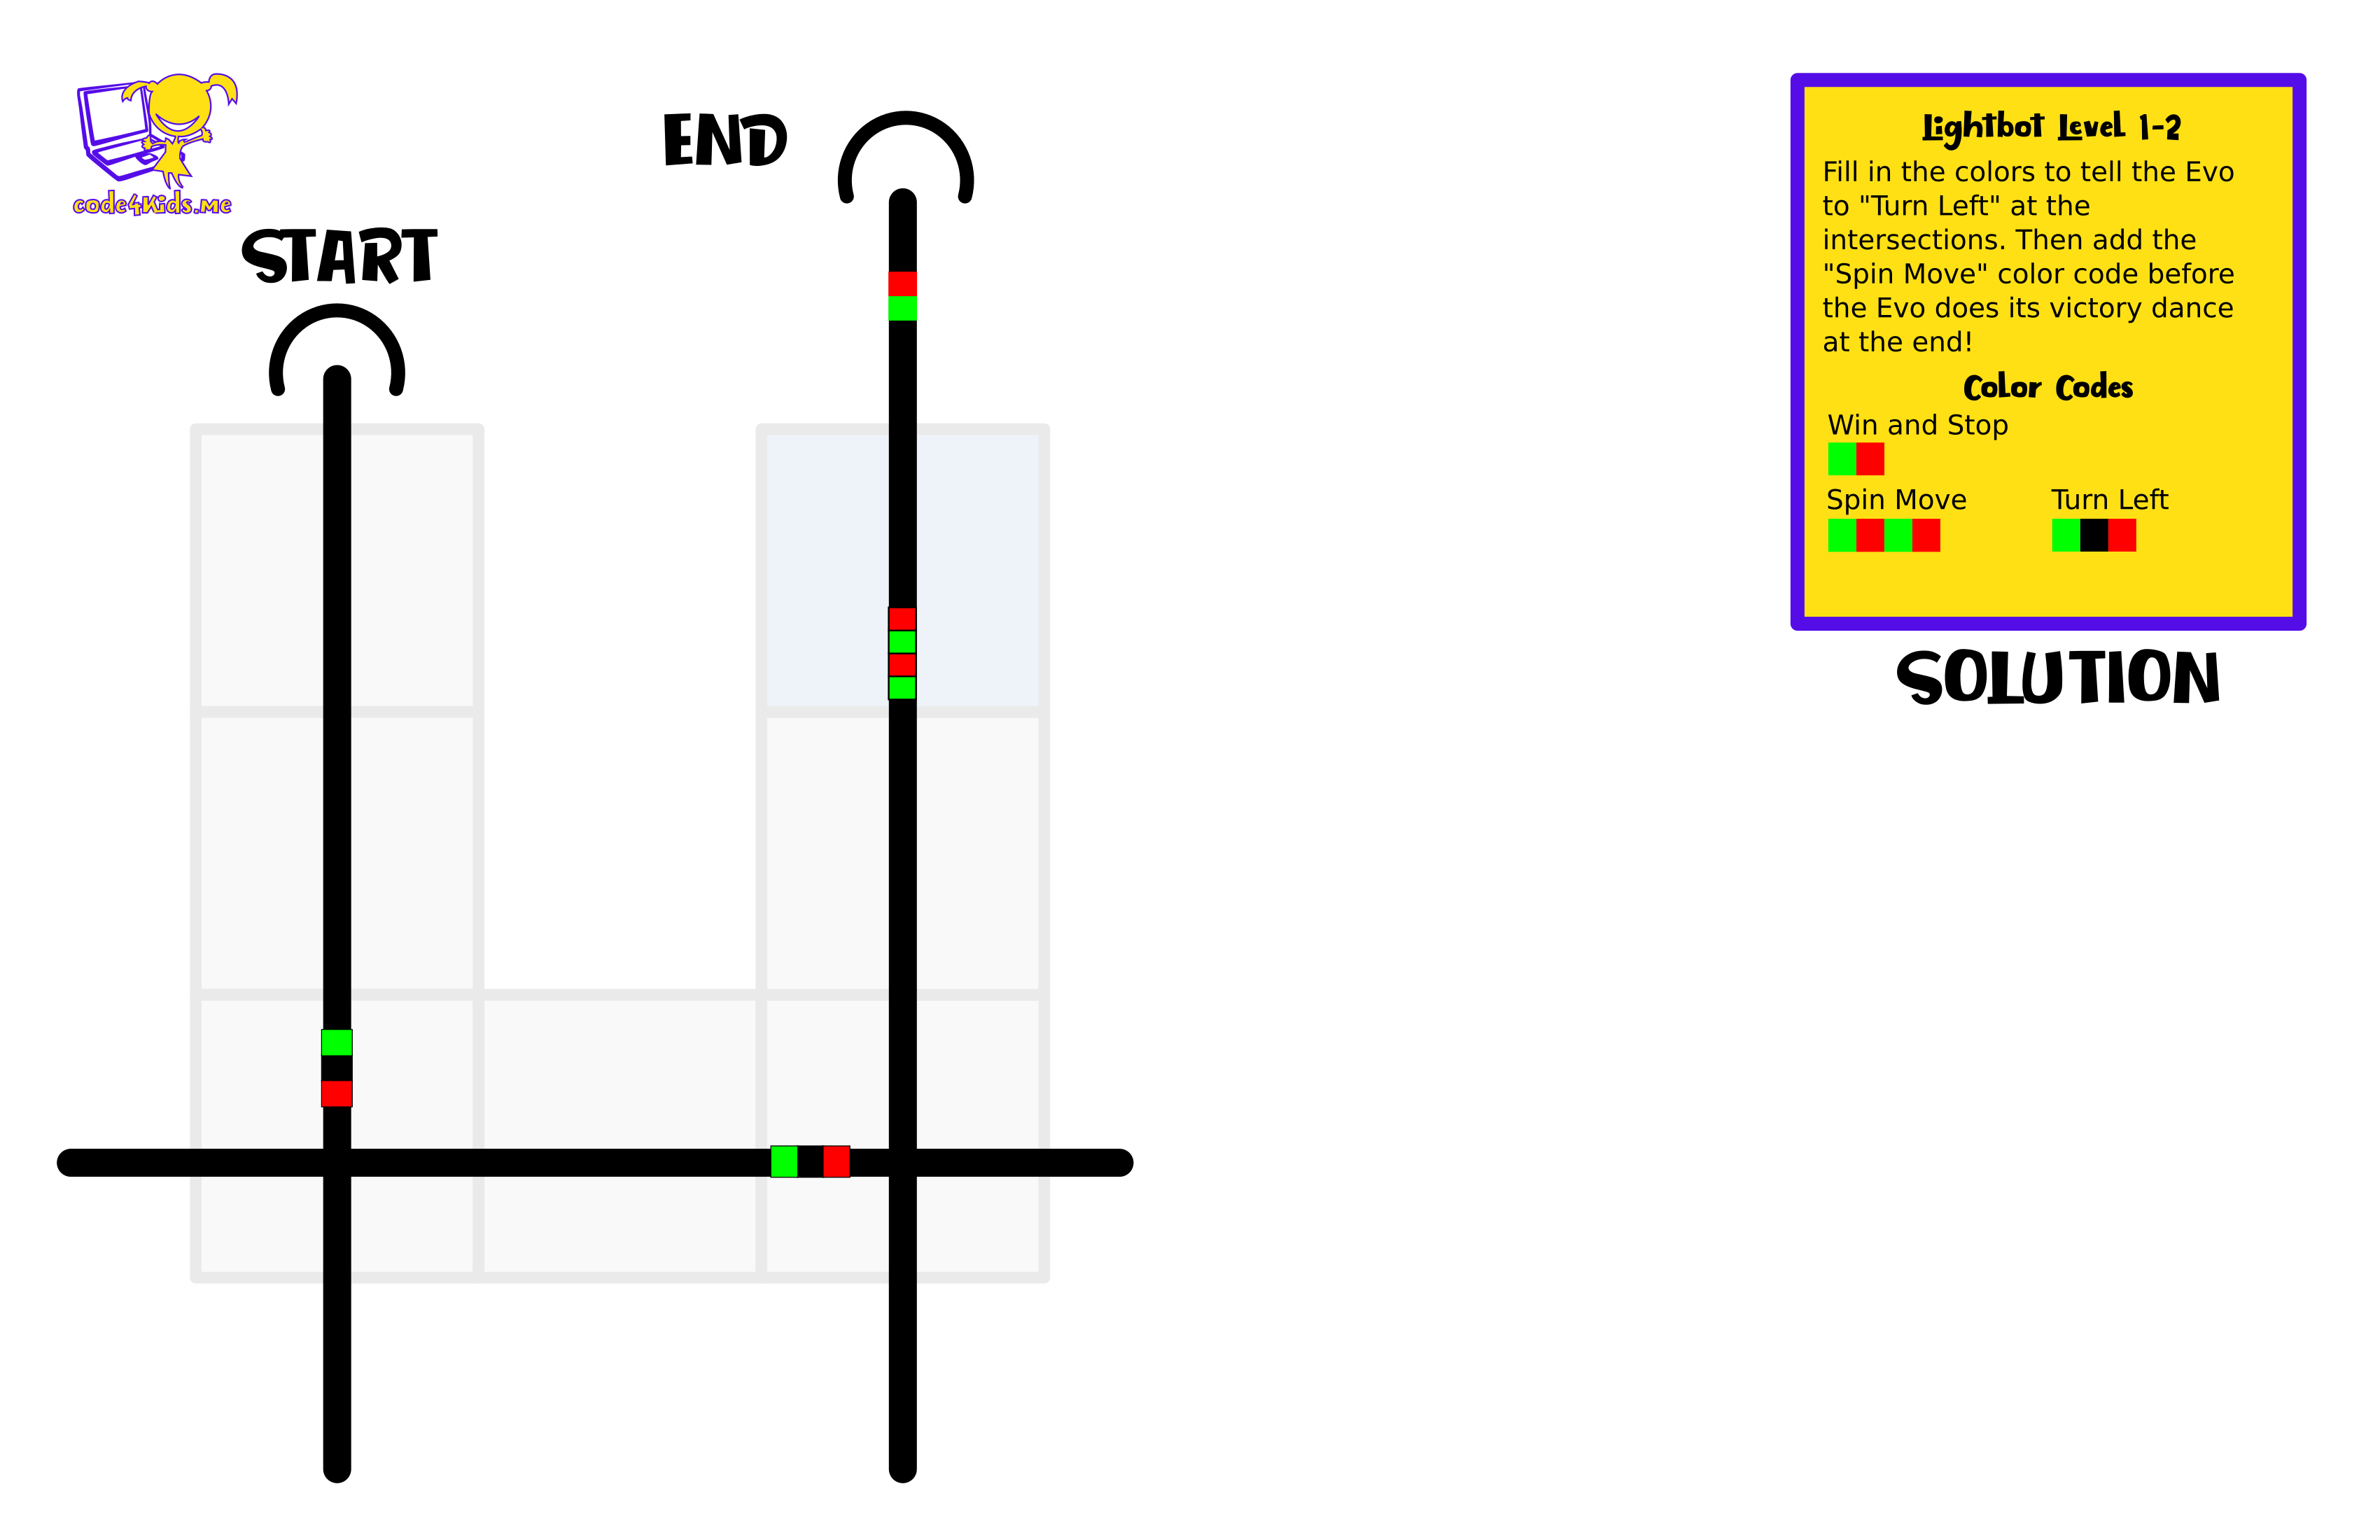 code4kids.me
START
END
Lightbot Level 1-2
Fill in the colors to tell the Evo
to "Turn Left" at the
intersections. Then add the
"Spin Move" color code before
the Evo does its victory dance
at the end!
Color Codes
Win and Stop
Spin Move
Turn Left
SOLUTION